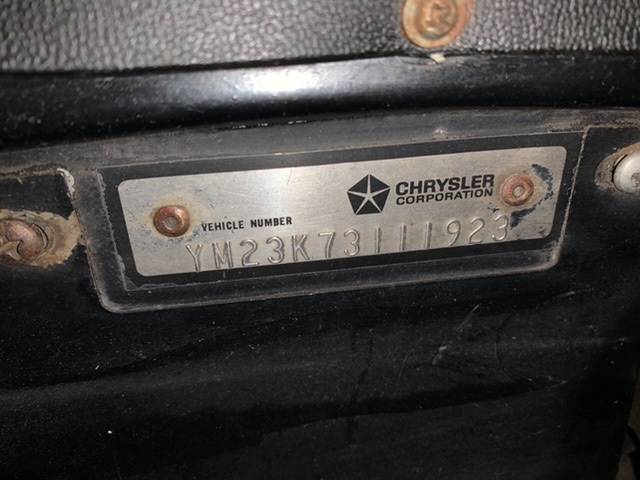 CHRYSLER
CORPORATION
VEHICLE NUMBER
YM23K73111923